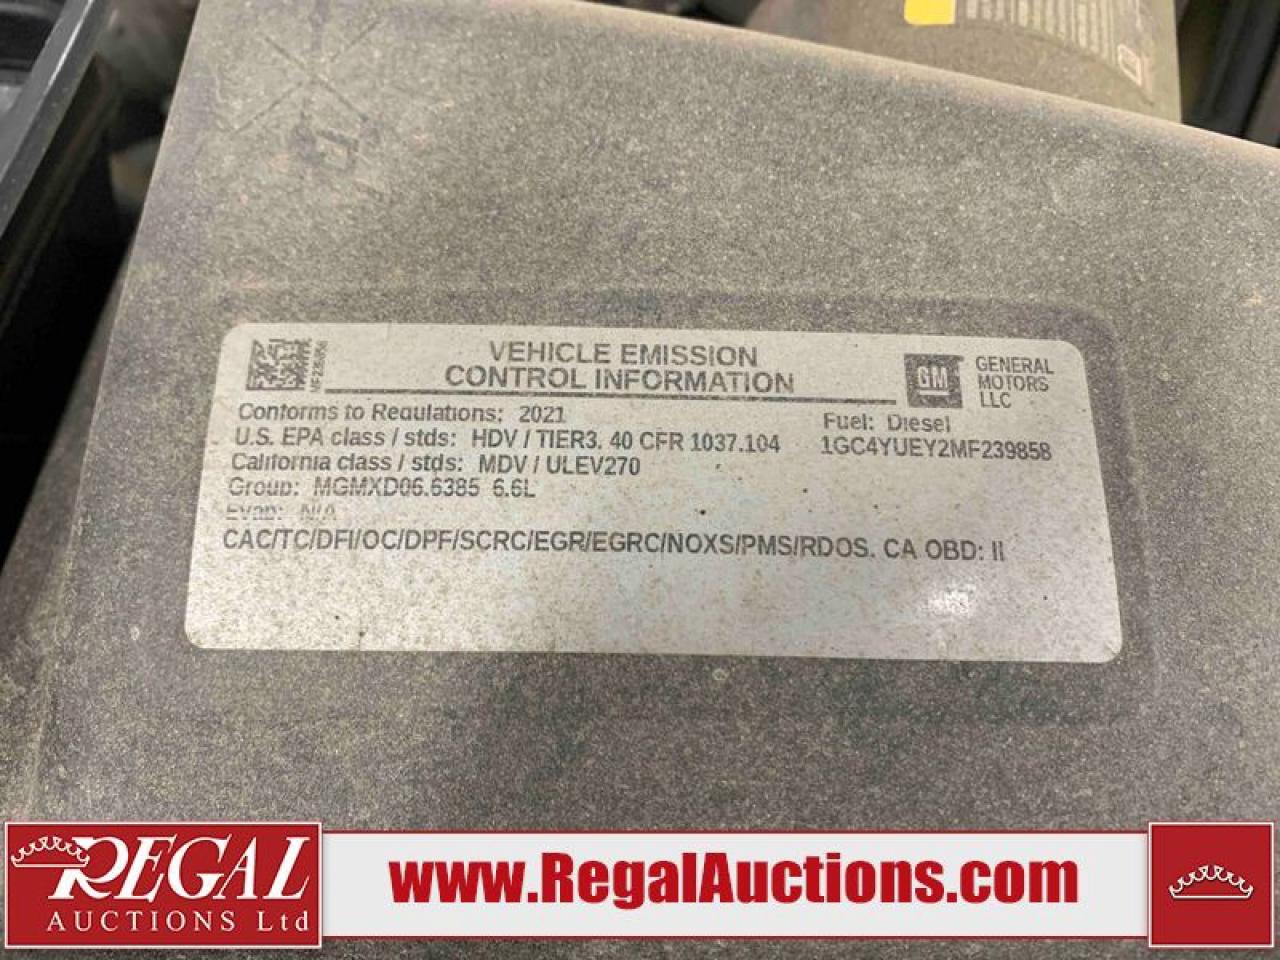 VEHICLE EMISSION
CONTROL INFORMATION
GM
GENERAL
MOTORS
LLC
Conforms to Regulations: 2021
Fuel: Diesel
U.S. EPA class / stds: HDV / TIER3. 40 CFR 1037.104
1GC4YUEY2MF239858
California class / stds: MDV / ULEV270
Group: MGMXD06.6385 6.6L
Evap: N/A
CAC/TC/DFI/OC/DPF/SCRC/EGR/EGRC/NOXS/PMS/RDOS. CA OBD: II
REGAL
AUCTIONS Ltd
www.RegalAuctions.com